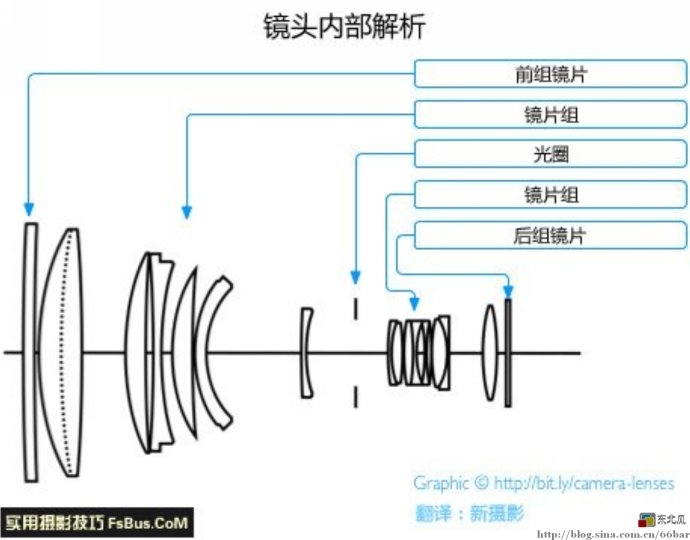 镜头内部解析
前组镜片
镜片组
光圈
镜片组
后组镜片
Graphic © http://bit.ly/camera-lenses
翻译：新摄影
实用摄影技巧 FsBus.CoM
东北瓜
http://blog.sina.com.cn/66bar